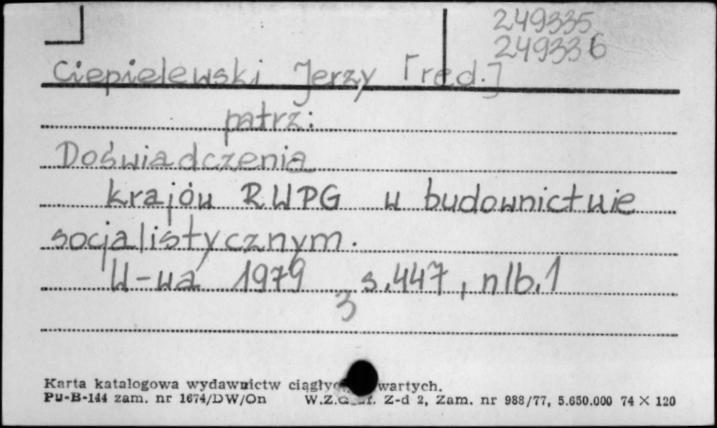 249335
249336
Ciepielewski Jerzy [red.]
patrz:
Doświadczenia
krajów RWPG w budownictwie
socjalistycznym.
W-wa 1979 s.447, nlb.1
3
Karta katalogowa wydawnictw wartych.
PU-B-144 zam. nr 1674/DW/On W.Z. Z-d 2, Zam. nr 988/77, 5.650.000 74 × 120